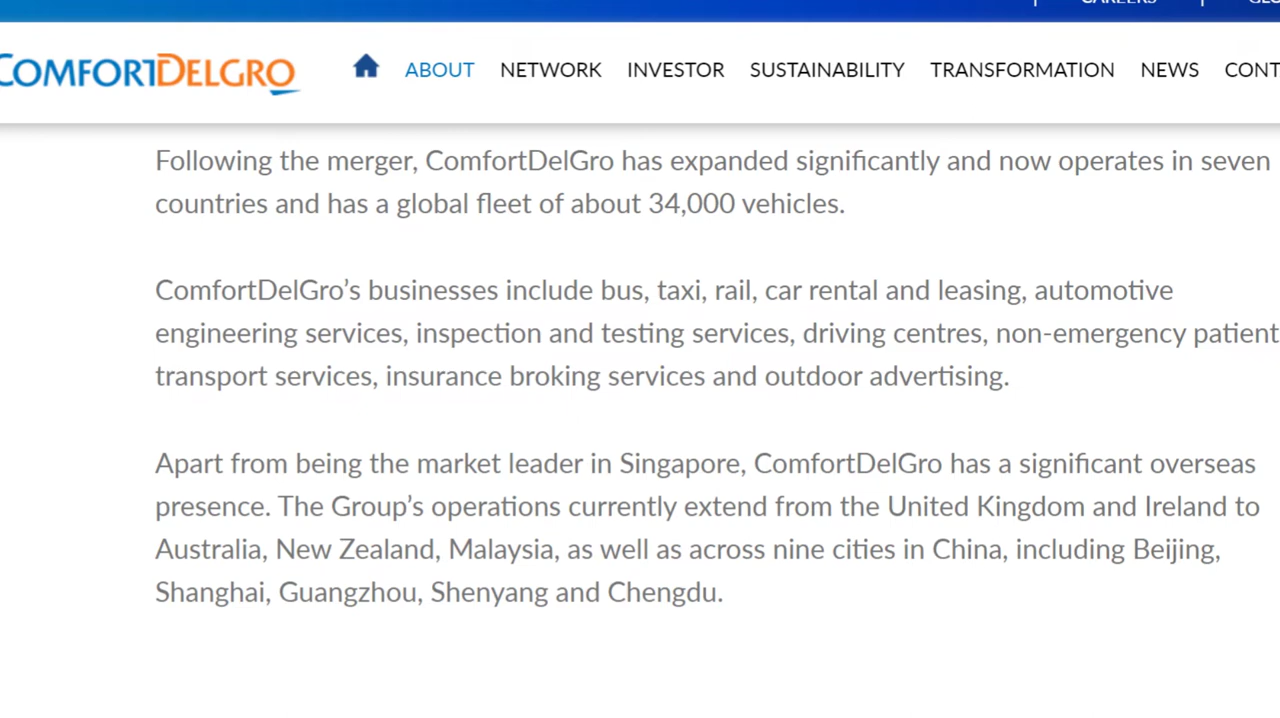 COMFORTDELGRO
ABOUT NETWORK INVESTOR SUSTAINABILITY TRANSFORMATION NEWS CONT
Following the merger, ComfortDelGro has expanded significantly and now operates in seven
countries and has a global fleet of about 34,000 vehicles.
ComfortDelGro’s businesses include bus, taxi, rail, car rental and leasing, automotive
engineering services, inspection and testing services, driving centres, non-emergency patient
transport services, insurance broking services and outdoor advertising.
Apart from being the market leader in Singapore, ComfortDelGro has a significant overseas
presence. The Group’s operations currently extend from the United Kingdom and Ireland to
Australia, New Zealand, Malaysia, as well as across nine cities in China, including Beijing,
Shanghai, Guangzhou, Shenyang and Chengdu.